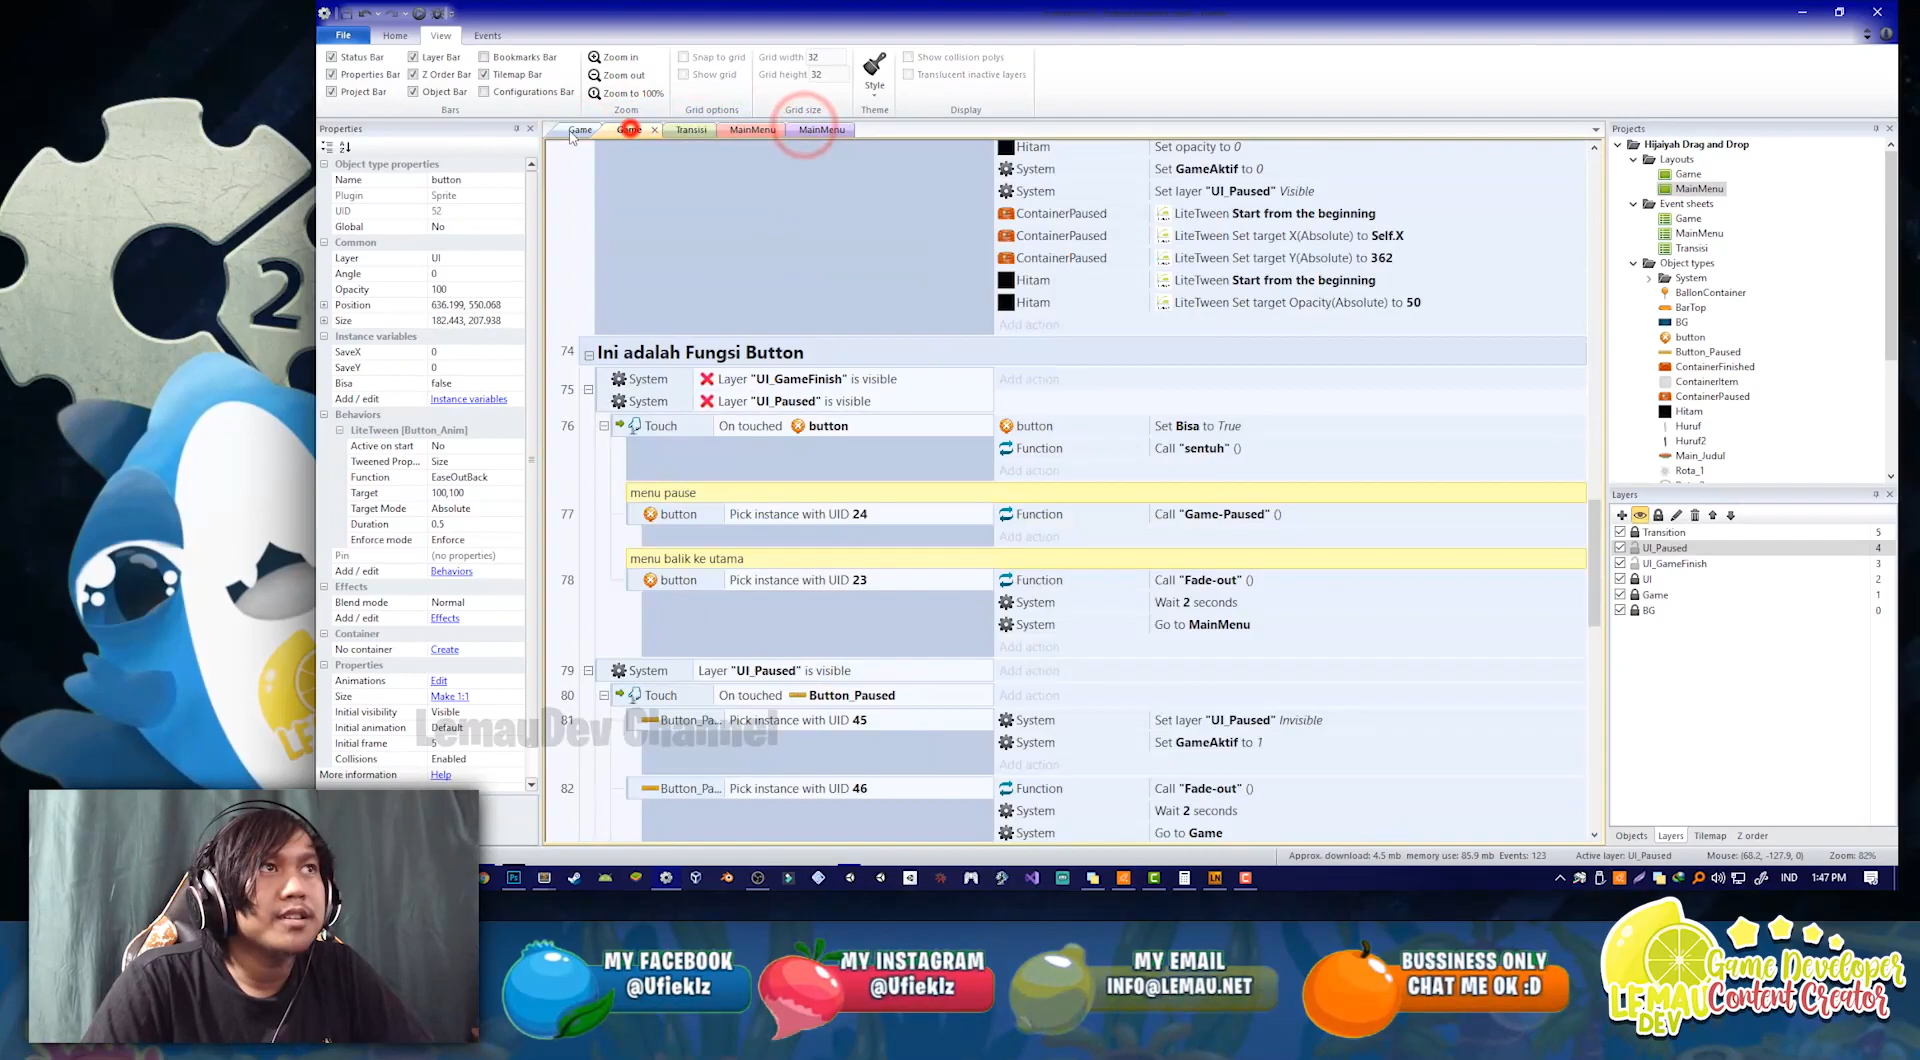 File Home View Events
Status Bar Layer Bar Bookmarks Bar
Properties Bar Z Order Bar Tilemap Bar
Project Bar Object Bar Configurations Bar
Bars
Zoom in
Zoom out
Zoom to 100%
Zoom
Snap to grid
Show grid
Grid options
Grid width 32
Grid height 32
Grid size
Style
Theme
Show collision polys
Translucent inactive layers
Display
Properties
Object type properties
Name button
Plugin Sprite
UID 52
Global No
Common
Layer UI
Angle 0
Opacity 100
Position 636.199, 550.068
Size 182.443, 207.938
Instance variables
SaveX 0
SaveY 0
Bisa false
Add / edit Instance variables
Behaviors
LiteTween [Button_Anim]
Active on start No
Tweened Prop... Size
Function EaseOutBack
Target 100,100
Target Mode Absolute
Duration 0.5
Enforce mode Enforce
Pin (no properties)
Add / edit Behaviors
Effects
Blend mode Normal
Add / edit Effects
Container
No container Create
Properties
Animations Edit
Size Make 1:1
Initial visibility Visible
Initial animation Default
Initial frame 5
Collisions Enabled
More information Help
Game Game Transisi MainMenu MainMenu
Hitam Set opacity to 0
System Set GameAktif to 0
System Set layer "UI_Paused" Visible
ContainerPaused LiteTween Start from the beginning
ContainerPaused LiteTween Set target X(Absolute) to Self.X
ContainerPaused LiteTween Set target Y(Absolute) to 362
Hitam LiteTween Start from the beginning
Hitam LiteTween Set target Opacity(Absolute) to 50
Add action
74 Ini adalah Fungsi Button
75 System Layer "UI_GameFinish" is visible Add action
System Layer "UI_Paused" is visible
76 Touch On touched button button Set Bisa to True
Function Call "sentuh" ()
Add action
menu pause
77 button Pick instance with UID 24 Function Call "Game-Paused" ()
Add action
menu balik ke utama
78 button Pick instance with UID 23 Function Call "Fade-out" ()
System Wait 2 seconds
System Go to MainMenu
Add action
79 System Layer "UI_Paused" is visible Add action
80 Touch On touched Button_Paused Add action
81 Button_Pa... Pick instance with UID 45 System Set layer "UI_Paused" Invisible
System Set GameAktif to 1
Add action
82 Button_Pa... Pick instance with UID 46 Function Call "Fade-out" ()
System Wait 2 seconds
System Go to Game
LemauDev Channel
Projects
Hijaiyah Drag and Drop
Layouts
Game
MainMenu
Event sheets
Game
MainMenu
Transisi
Object types
System
BallonContainer
BarTop
BG
button
Button_Paused
ContainerFinished
ContainerItem
ContainerPaused
Hitam
Huruf
Huruf2
Main_Judul
Rota_1
Layers
Transition 5
UI_Paused 4
UI_GameFinish 3
UI 2
Game 1
BG 0
Objects Layers Tilemap Z order
Approx. download: 4.5 mb memory use: 85.9 mb Events: 123 Active layer: UI_Paused Mouse: (68.2, -127.9, 0) Zoom: 82%
IND 1:47 PM
MY FACEBOOK
@Ufieklz
MY INSTAGRAM
@Ufieklz
MY EMAIL
INFO@LEMAU.NET
BUSSINESS ONLY
CHAT ME OK :D
LEMAU
DEV
Game Developer
Content Creator